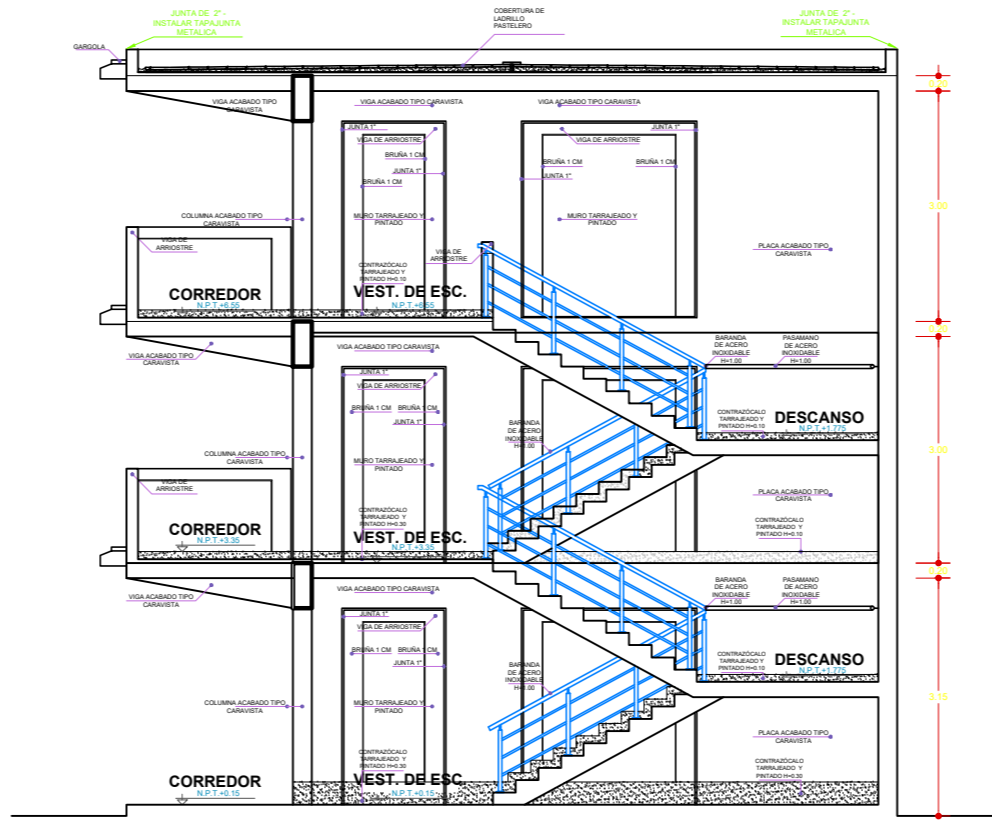 JUNTA DE 2" -
INSTALAR TAPAJUNTA
METALICA
COBERTURA DE
LADRILLO
PASTELERO
JUNTA DE 2" -
INSTALAR TAPAJUNTA
METALICA
GARGOLA
VIGA ACABADO TIPO
CARAVISTA
VIGA ACABADO TIPO CARAVISTA
VIGA ACABADO TIPO CARAVISTA
JUNTA 1"
VIGA DE ARRIOSTRE
BRUÑA 1 CM
JUNTA 1"
BRUÑA 1 CM
JUNTA 1"
VIGA DE ARRIOSTRE
BRUÑA 1 CM
BRUÑA 1 CM
JUNTA 1"
COLUMNA ACABADO TIPO
CARAVISTA
MURO TARRAJEADO Y
PINTADO
MURO TARRAJEADO Y
PINTADO
3.00
VIGA DE
ARRIOSTRE
VIGA DE
ARRIOSTRE
PLACA ACABADO TIPO
CARAVISTA
CONTRAZÓCALO
TARRAJEADO Y
PINTADO H=0.10
CORREDOR
N.P.T.+6.55
VEST. DE ESC.
N.P.T.+6.55
VIGA ACABADO TIPO
CARAVISTA
VIGA ACABADO TIPO CARAVISTA
BARANDA
DE ACERO
INOXIDABLE
H=1.00
PASAMANO
DE ACERO
INOXIDABLE
H=1.00
JUNTA 1"
VIGA DE ARRIOSTRE
BRUÑA 1 CM
BRUÑA 1 CM
JUNTA 1"
BARANDA
DE ACERO
INOXIDABLE
H=1.00
CONTRAZÓCALO
TARRAJEADO Y
PINTADO H=0.10
DESCANSO
N.P.T.+1.775
COLUMNA ACABADO TIPO
CARAVISTA
MURO TARRAJEADO Y
PINTADO
3.00
VIGA DE
ARRIOSTRE
PLACA ACABADO TIPO
CARAVISTA
CONTRAZÓCALO
TARRAJEADO Y
PINTADO H=0.30
CONTRAZÓCALO
TARRAJEADO Y
PINTADO H=0.10
CORREDOR
N.P.T.+3.35
VEST. DE ESC.
N.P.T.+3.35
VIGA ACABADO TIPO
CARAVISTA
VIGA ACABADO TIPO CARAVISTA
BARANDA
DE ACERO
INOXIDABLE
H=1.00
PASAMANO
DE ACERO
INOXIDABLE
H=1.00
JUNTA 1"
VIGA DE ARRIOSTRE
BRUÑA 1 CM
BRUÑA 1 CM
JUNTA 1"
BARANDA
DE ACERO
INOXIDABLE
H=1.00
CONTRAZÓCALO
TARRAJEADO Y
PINTADO H=0.10
DESCANSO
N.P.T.+1.775
COLUMNA ACABADO TIPO
CARAVISTA
MURO TARRAJEADO Y
PINTADO
3.15
PLACA ACABADO TIPO
CARAVISTA
CONTRAZÓCALO
TARRAJEADO Y
PINTADO H=0.30
CONTRAZÓCALO
TARRAJEADO Y
PINTADO H=0.30
CORREDOR
N.P.T.+0.15
VEST. DE ESC.
N.P.T.+0.15